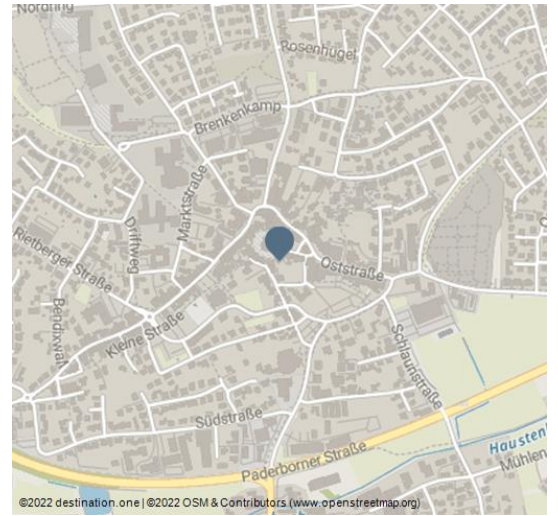 Nordring
Rosenhügel
Brenkenkamp
Marktstraße
Driftweg
Rietberger Straße
Bendixwall
Kleine Straße
Oststraße
Schlaunstraße
Südstraße
Paderborner Straße
Haustenb
Mühlen
©2022 destination.one | ©2022 OSM & Contributors (www.openstreetmap.org)